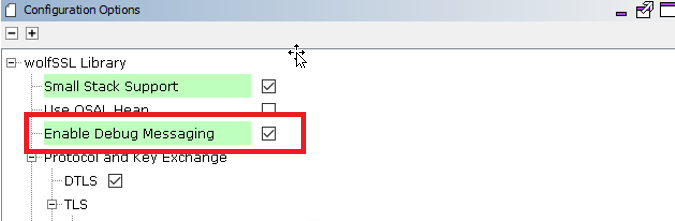 Configuration Options
wolfSSL Library
Small Stack Support
Use OSAL Heap
Enable Debug Messaging
Protocol and Key Exchange
DTLS
TLS